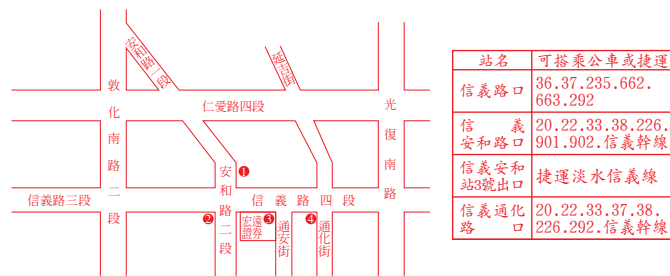 安和路一段
延吉街
敦化南路二段
仁愛路四段
光復南路
安和路二段
❶
信義路三段
信義路四段
❷
宏遠證券
❸
通安街
❹
通化街
站名 可搭乘公車或捷運
信義路口 36.37.235.662.
663.292
信義
安和路口 20.22.33.38.226.
901.902.信義幹線
信義安和
站3號出口 捷運淡水信義線
信義通化
路口 20.22.33.37.38.
226.292.信義幹線